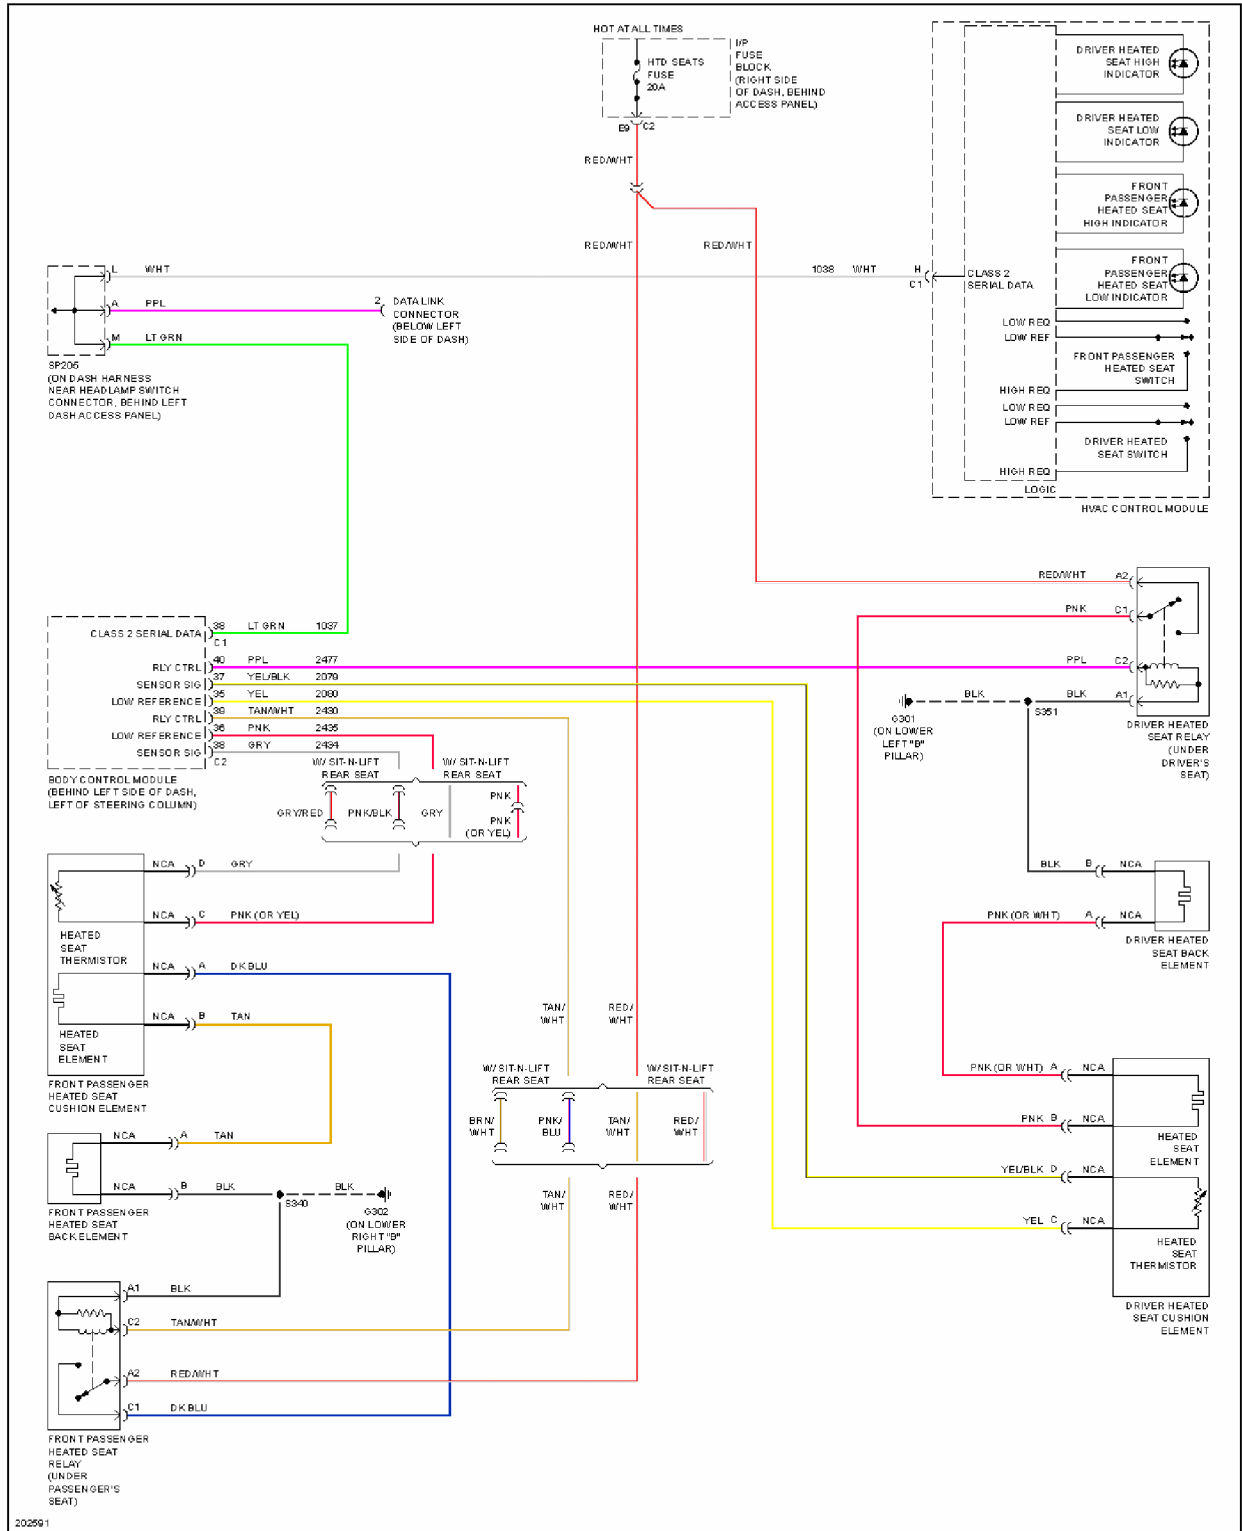 HOT AT ALL TIMES
HTD SEATS
FUSE
20A
I/P
FUSE
BLOCK
(RIGHT SIDE
OF DASH, BEHIND
ACCESS PANEL)
E9
C2
RED/WHT
RED/WHT
RED/WHT
DRIVER HEATED
SEAT HIGH
INDICATOR
DRIVER HEATED
SEAT LOW
INDICATOR
FRONT
PASSENGER
HEATED SEAT
HIGH INDICATOR
FRONT
PASSENGER
HEATED SEAT
LOW INDICATOR
CLASS 2
SERIAL DATA
LOW REQ
LOW REF
FRONT PASSENGER
HEATED SEAT
SWITCH
HIGH REQ
LOW REQ
LOW REF
DRIVER HEATED
SEAT SWITCH
HIGH REQ
LOGIC
HVAC CONTROL MODULE
L WHT
1038 WHT H
C1
A PPL
2
DATA LINK
CONNECTOR
(BELOW LEFT
SIDE OF DASH)
M LT GRN
SP205
(ON DASH HARNESS
NEAR HEADLAMP SWITCH
CONNECTOR, BEHIND LEFT
DASH ACCESS PANEL)
RED/WHT A2
PNK C1
PPL C2
BLK BLK A1
G301
(ON LOWER
LEFT "B"
PILLAR)
S351
DRIVER HEATED
SEAT RELAY
(UNDER
DRIVER'S
SEAT)
CLASS 2 SERIAL DATA 38 LT GRN 1037
C1
RLY CTRL 40 PPL 2477
SENSOR SIG 37 YEL/BLK 2079
LOW REFERENCE 35 YEL 2080
RLY CTRL 39 TAN/WHT 2430
LOW REFERENCE 36 PNK 2435
SENSOR SIG 38 GRY 2434
C2
BODY CONTROL MODULE
(BEHIND LEFT SIDE OF DASH,
LEFT OF STEERING COLUMN)
W/ SIT-N-LIFT
REAR SEAT
W/ SIT-N-LIFT
REAR SEAT
GRY/RED
PNK/BLK
GRY
PNK
PNK
(OR YEL)
NCA D GRY
NCA C PNK (OR YEL)
HEATED
SEAT
THERMISTOR
NCA A DK BLU
NCA B TAN
HEATED
SEAT
ELEMENT
FRONT PASSENGER
HEATED SEAT
CUSHION ELEMENT
BLK B NCA
PNK (OR WHT) A NCA
DRIVER HEATED
SEAT BACK
ELEMENT
TAN/
WHT
RED/
WHT
W/ SIT-N-LIFT
REAR SEAT
W/ SIT-N-LIFT
REAR SEAT
BRN/
WHT
PNK/
BLU
TAN/
WHT
RED/
WHT
TAN/
WHT
RED/
WHT
PNK (OR WHT) A NCA
PNK B NCA
HEATED
SEAT
ELEMENT
YEL/BLK D NCA
YEL C NCA
HEATED
SEAT
THERMISTOR
DRIVER HEATED
SEAT CUSHION
ELEMENT
NCA A TAN
NCA B BLK BLK
S340
G302
(ON LOWER
RIGHT "B"
PILLAR)
FRONT PASSENGER
HEATED SEAT
BACK ELEMENT
A1 BLK
C2 TAN/WHT
A2 RED/WHT
C1 DK BLU
FRONT PASSENGER
HEATED SEAT
RELAY
(UNDER
PASSENGER'S
SEAT)
202591